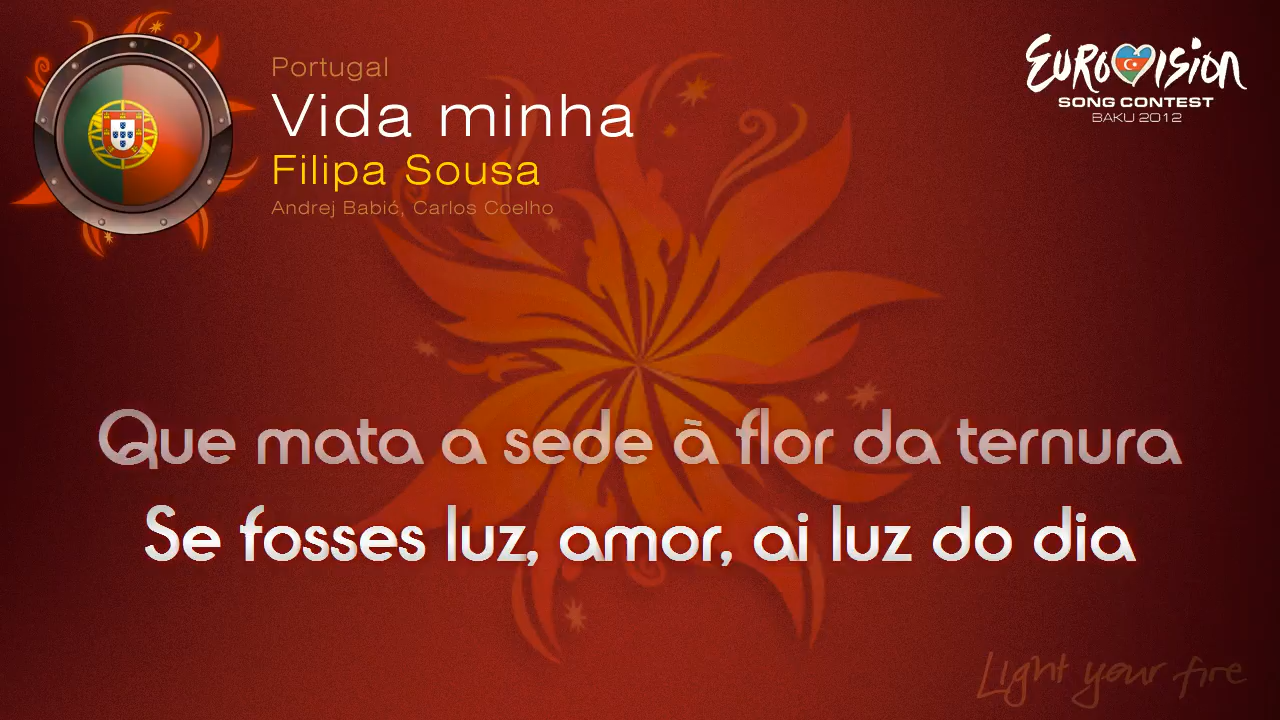 Portugal
Vida minha
Filipa Sousa
Andrej Babić, Carlos Coelho
EUROVISION
SONG CONTEST
BAKU 2012
Que mata a sede à flor da ternura
Se fosses luz, amor, ai luz do dia
Light your fire